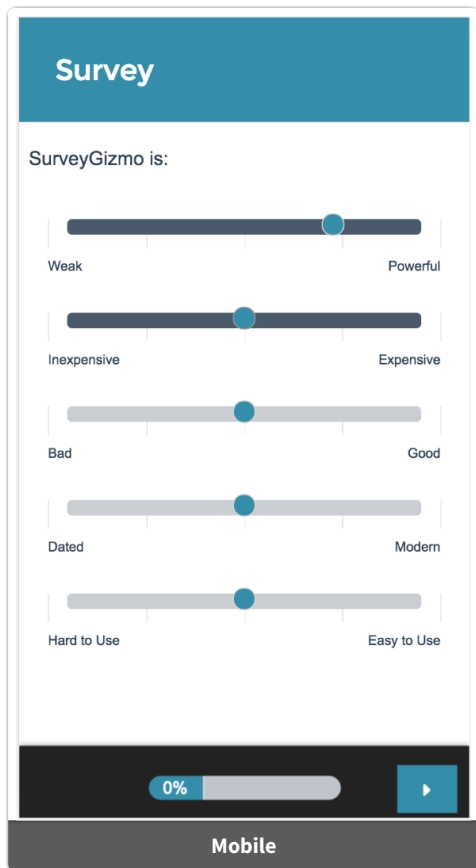 Survey
SurveyGizmo is:
Weak Powerful
Inexpensive Expensive
Bad Good
Dated Modern
Hard to Use Easy to Use
0%
Mobile